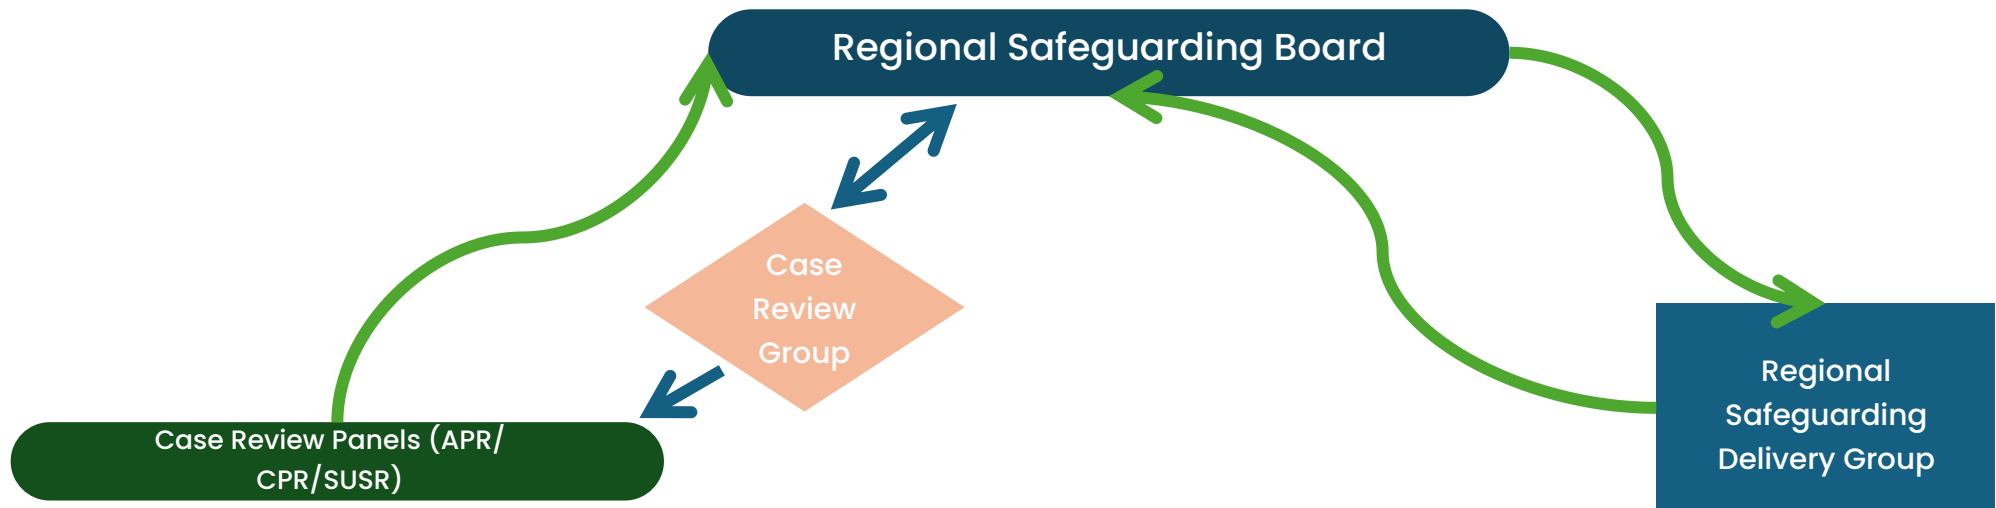 Regional Safeguarding Board
Case
Review
Group
Regional
Safeguarding
Delivery Group
Case Review Panels (APR/
CPR/SUSR)